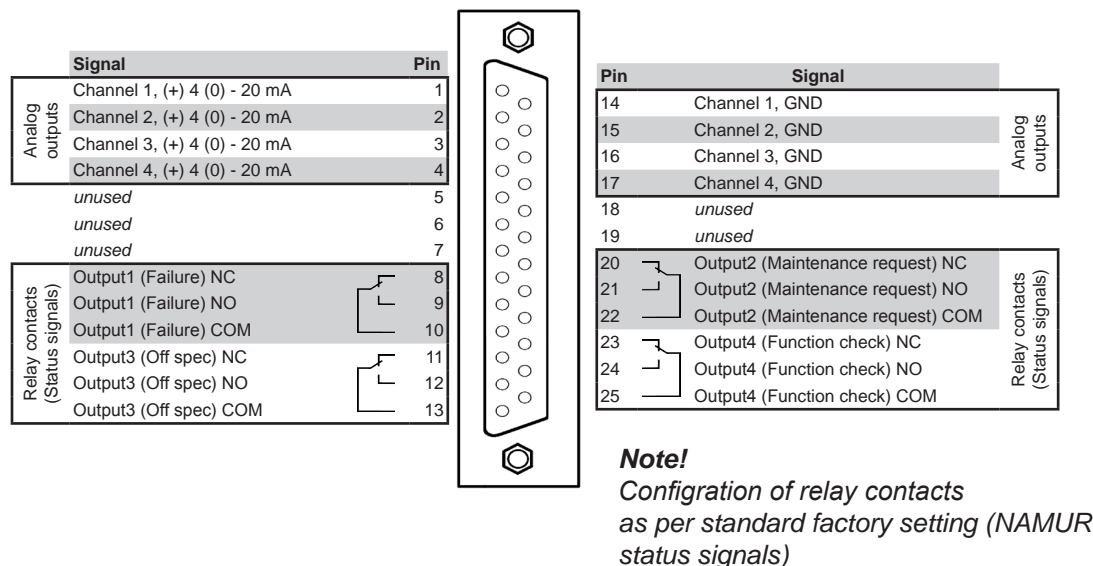 Signal Pin
Analog outputs
Channel 1, (+) 4 (0) - 20 mA 1
Channel 2, (+) 4 (0) - 20 mA 2
Channel 3, (+) 4 (0) - 20 mA 3
Channel 4, (+) 4 (0) - 20 mA 4
unused 5
unused 6
unused 7
Relay contacts
(Status signals)
Output1 (Failure) NC 8
Output1 (Failure) NO 9
Output1 (Failure) COM 10
Output3 (Off spec) NC 11
Output3 (Off spec) NO 12
Output3 (Off spec) COM 13
Pin Signal
14 Channel 1, GND
15 Channel 2, GND
16 Channel 3, GND
17 Channel 4, GND
Analog outputs
18 unused
19 unused
20 Output2 (Maintenance request) NC
21 Output2 (Maintenance request) NO
22 Output2 (Maintenance request) COM
23 Output4 (Function check) NC
24 Output4 (Function check) NO
25 Output4 (Function check) COM
Relay contacts
(Status signals)
Note!
Configration of relay contacts
as per standard factory setting (NAMUR
status signals)